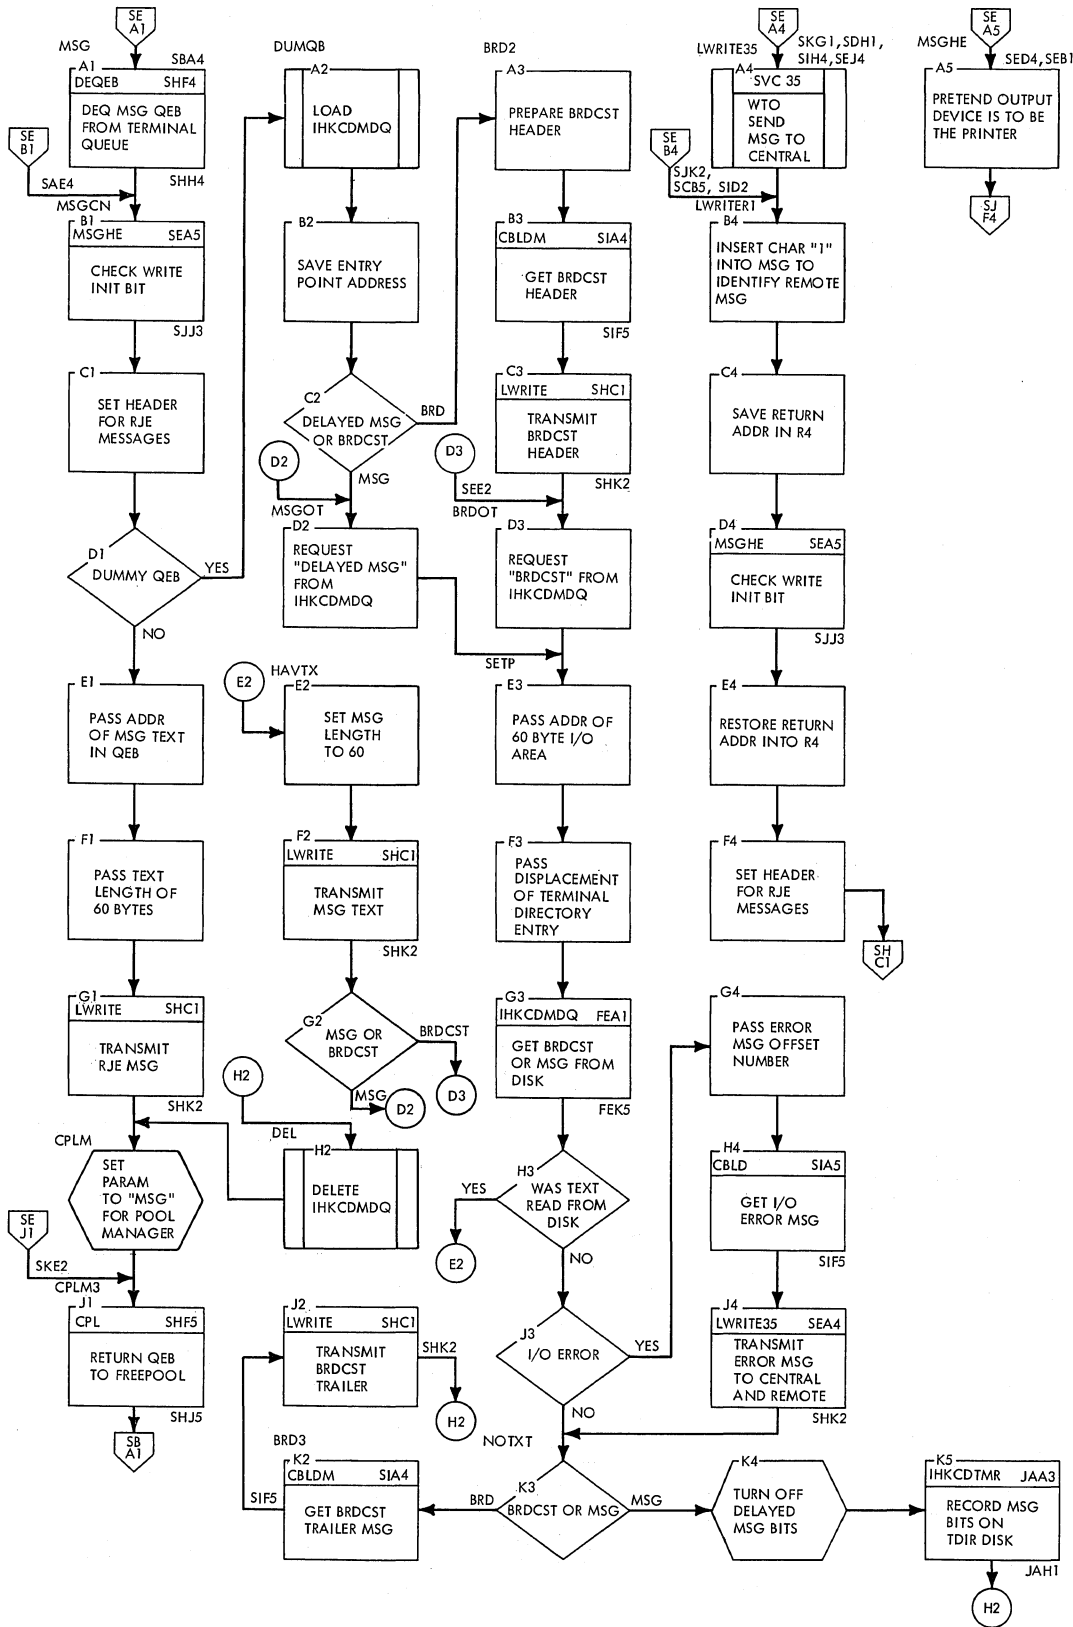 SE
A1
MSG
SBA4
A1
DEQEB SHF4
DEQ MSG QEB
FROM TERMINAL
QUEUE
SHH4
SE
B1
SAE4
MSGCN
B1
MSGHE SEA5
CHECK WRITE
INIT BIT
SJJ3
C1
SET HEADER
FOR RJE
MESSAGES
D1
DUMMY QEB
YES
NO
E1
PASS ADDR
OF MSG TEXT
IN QEB
F1
PASS TEXT
LENGTH OF
60 BYTES
G1
LWRITE SHC1
TRANSMIT
RJE MSG
SHK2
CPLM
SET
PARAM
TO "MSG"
FOR POOL
MANAGER
SE
J1
SKE2
CPLM3
J1
CPL SHF5
RETURN QEB
TO FREEPOOL
SHJ5
SB
A1
DUMQB
A2
LOAD
IHKCDMDQ
B2
SAVE ENTRY
POINT ADDRESS
C2
DELAYED MSG
OR BRDCST
BRD
MSG
D2
MSGOT
D2
REQUEST
"DELAYED MSG"
FROM
IHKCDMDQ
SETP
E2
HAVTX
E2
SET MSG
LENGTH
TO 60
F2
LWRITE SHC1
TRANSMIT
MSG TEXT
SHK2
G2
MSG OR
BRDCST
BRDCST
D3
MSG
D2
H2
DEL
H2
DELETE
IHKCDMDQ
J2
LWRITE SHC1
TRANSMIT
BRDCST
TRAILER
SHK2
H2
BRD3
K2
CBLDM SIA4
GET BRDCST
TRAILER MSG
SIF5
BRD2
A3
PREPARE BRDCST
HEADER
B3
CBLDM SIA4
GET BRDCST
HEADER
SIF5
C3
LWRITE SHC1
TRANSMIT
BRDCST
HEADER
SHK2
D3
SEE2
BRDOT
D3
REQUEST
"BRDCST" FROM
IHKCDMDQ
E3
PASS ADDR OF
60 BYTE I/O
AREA
F3
PASS
DISPLACEMENT
OF TERMINAL
DIRECTORY
ENTRY
G3
IHKCDMDQ FEA1
GET BRDCST
OR MSG FROM
DISK
FEK5
H3
WAS TEXT
READ FROM
DISK
YES
E2
NO
J3
I/O ERROR
YES
NO
NOTXT
K3
BRDCST OR MSG
BRD
MSG
SE
A4
LWRITE35
SKG1, SDH1,
SIH4, SEJ4
A4
SVC 35
WTO
SEND
MSG TO
CENTRAL
SE
B4
SJK2,
SCB5, SID2
LWRITER1
B4
INSERT CHAR "1"
INTO MSG TO
IDENTIFY REMOTE
MSG
C4
SAVE RETURN
ADDR IN R4
D4
MSGHE SEA5
CHECK WRITE
INIT BIT
SJJ3
E4
RESTORE RETURN
ADDR INTO R4
F4
SET HEADER
FOR RJE
MESSAGES
SH
C1
G4
PASS ERROR
MSG OFFSET
NUMBER
H4
CBLD SIA5
GET I/O
ERROR MSG
SIF5
J4
LWRITE35 SEA4
TRANSMIT
ERROR MSG
TO CENTRAL
AND REMOTE
SHK2
K4
TURN OFF
DELAYED
MSG BITS
SE
A5
MSGHE
SED4, SEB1
A5
PRETEND OUTPUT
DEVICE IS TO BE
THE PRINTER
SJ
F4
K5
IHKCDTMR JAA3
RECORD MSG
BITS ON
TDIR DISK
JAH1
H2